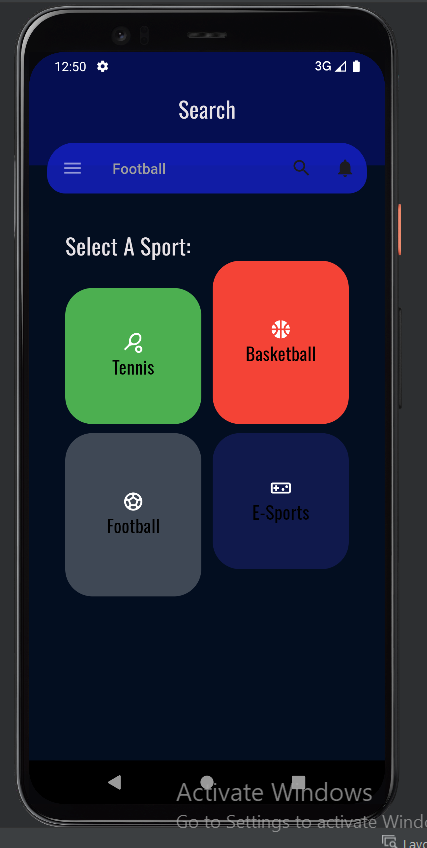 12:50
3G
Search
Football
Select A Sport:
Tennis
Basketball
Football
E-Sports
Activate Windows
Go to Settings to activate Windo
Layo